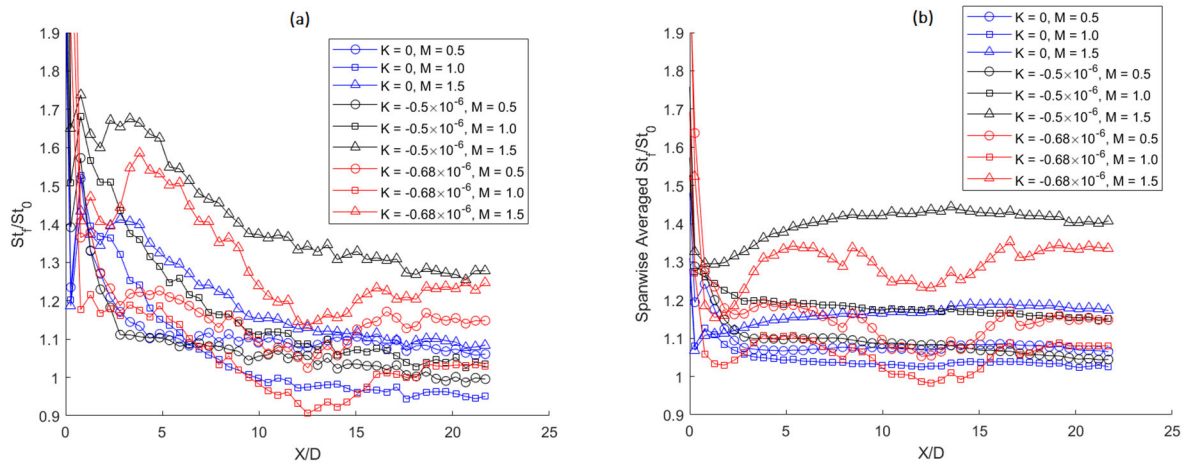 (a)
St_f/St_0
1.9
1.8
1.7
1.6
1.5
1.4
1.3
1.2
1.1
1
0.9
0
5
10
15
20
25
X/D
K = 0, M = 0.5
K = 0, M = 1.0
K = 0, M = 1.5
K = -0.5×10^-6, M = 0.5
K = -0.5×10^-6, M = 1.0
K = -0.5×10^-6, M = 1.5
K = -0.68×10^-6, M = 0.5
K = -0.68×10^-6, M = 1.0
K = -0.68×10^-6, M = 1.5
(b)
Spanwise Averaged St_f/St_0
1.9
1.8
1.7
1.6
1.5
1.4
1.3
1.2
1.1
1
0.9
0
5
10
15
20
25
X/D
K = 0, M = 0.5
K = 0, M = 1.0
K = 0, M = 1.5
K = -0.5×10^-6, M = 0.5
K = -0.5×10^-6, M = 1.0
K = -0.5×10^-6, M = 1.5
K = -0.68×10^-6, M = 0.5
K = -0.68×10^-6, M = 1.0
K = -0.68×10^-6, M = 1.5